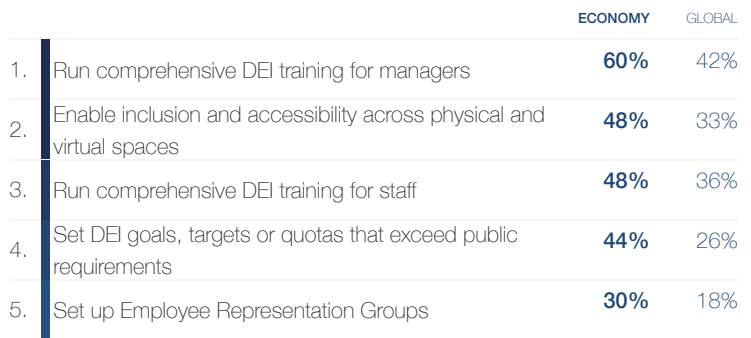 ECONOMY GLOBAL
1. Run comprehensive DEI training for managers 60% 42%
2. Enable inclusion and accessibility across physical and
virtual spaces 48% 33%
3. Run comprehensive DEI training for staff 48% 36%
4. Set DEI goals, targets or quotas that exceed public
requirements 44% 26%
5. Set up Employee Representation Groups 30% 18%